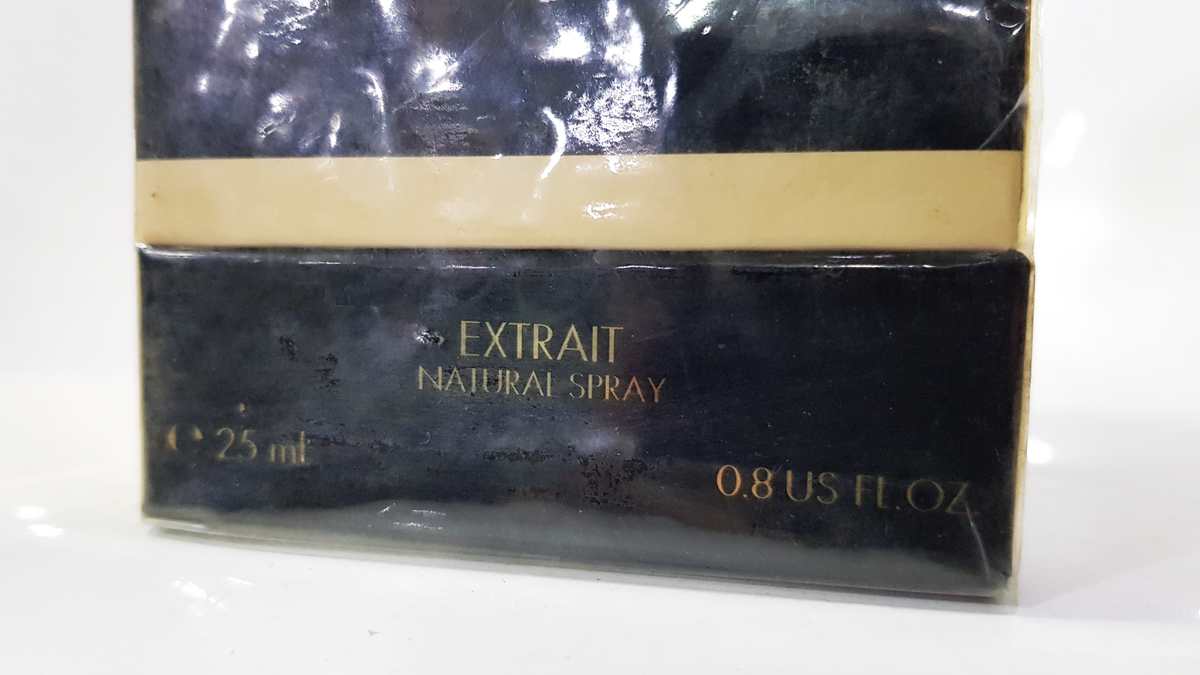 EXTRAIT
NATURAL SPRAY
℮ 25 ml
0.8 US FL.OZ